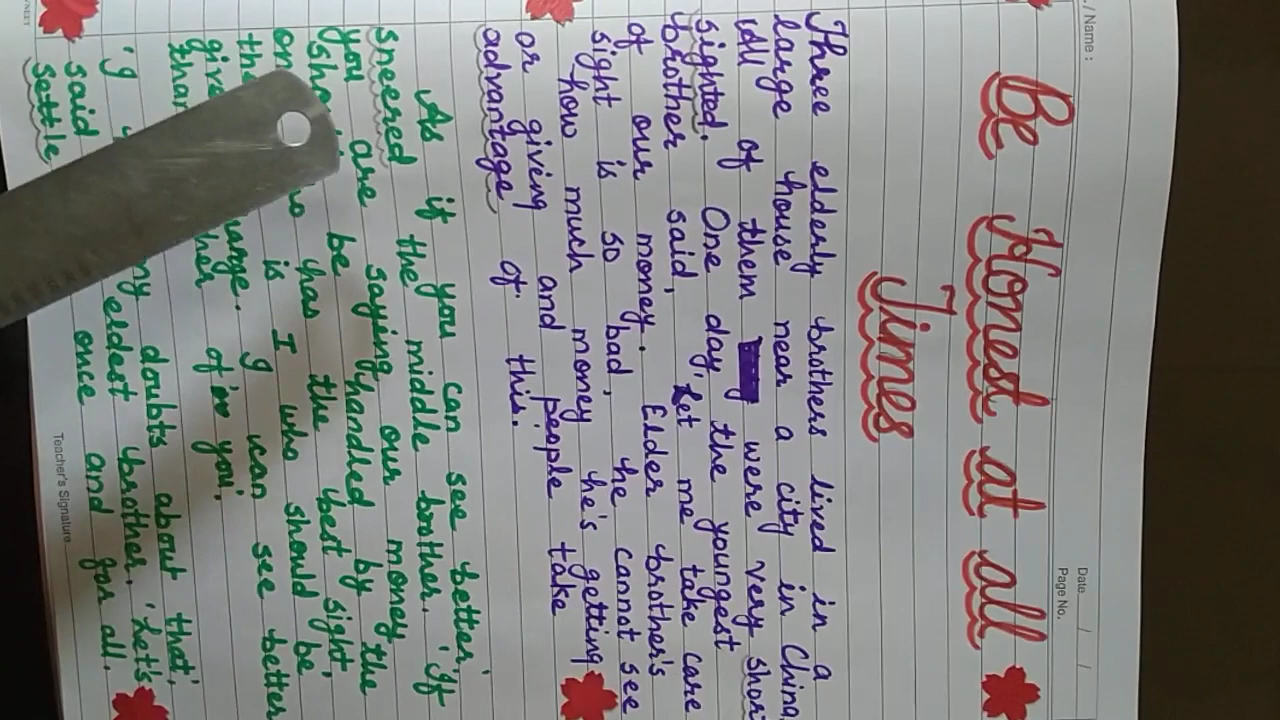 / Name :
Date / /
Page No.
Be Honest at all
Times
Three elderly brothers lived in a
large house near a city in China,
all of them were very short
sighted. One day, the youngest
brother said, 'Let me take care
of our money. Elder brother's
sight is so bad, he cannot see
how much money he's getting
or giving and people take
advantage of this.'
As if you can see better,'
sneered the middle brother. 'If
you are saying our money
be handled by the
has the best sight,
is I who should be
I can see better
of you'.
my doubts about that',
said eldest brother. 'Let's
settle once and for all.
Teacher's Signature